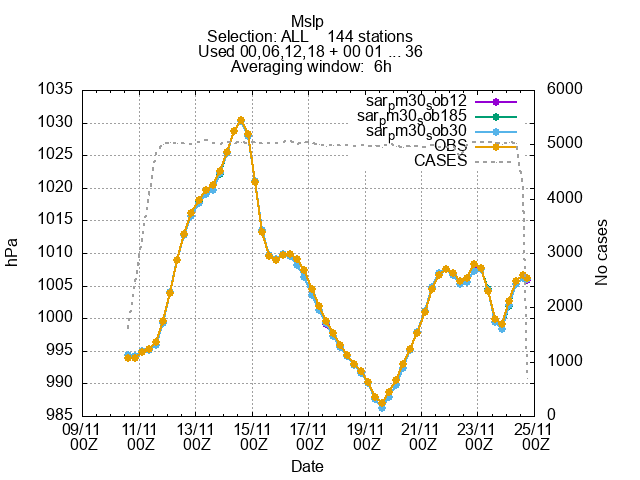 Mslp
Selection: ALL 144 stations
Used 00,06,12,18 + 00 01 ... 36
Averaging window: 6h
1035
1030
1025
1020
1015
1010
1005
1000
995
990
985
hPa
6000
5000
4000
3000
2000
1000
0
No cases
sar_pm30_sob12
sar_pm30_sob185
sar_pm30_sob30
OBS
CASES
09/11 11/11 13/11 15/11 17/11 19/11 21/11 23/11 25/11
00Z 00Z 00Z 00Z 00Z 00Z 00Z 00Z 00Z
Date